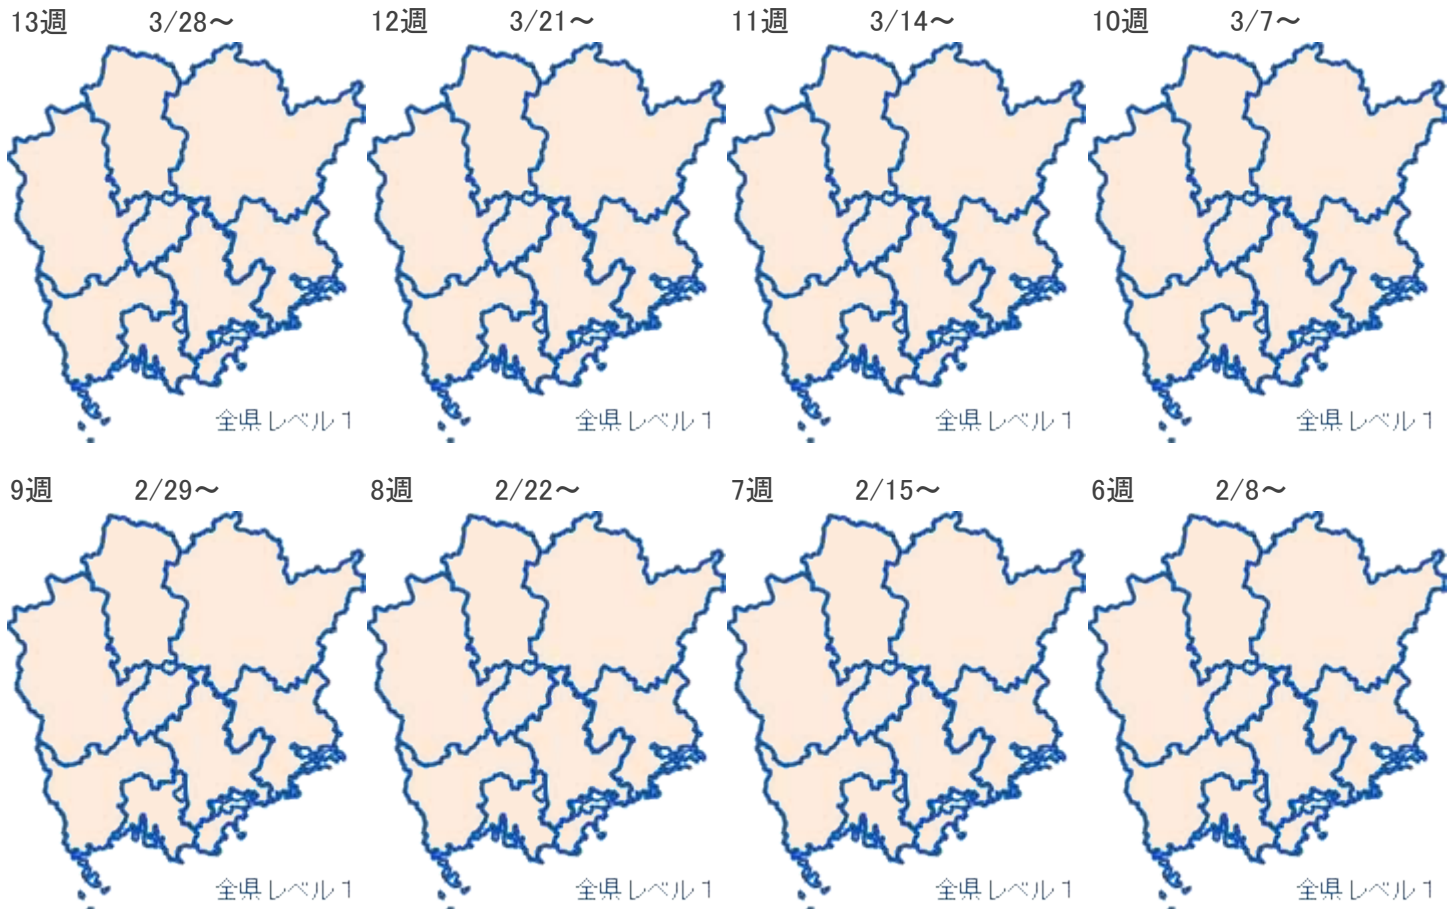 13週 3/28～ 12週 3/21～ 11週 3/14～ 10週 3/7～
全県レベル1 全県レベル1 全県レベル1 全県レベル1
9週 2/29～ 8週 2/22～ 7週 2/15～ 6週 2/8～
全県レベル1 全県レベル1 全県レベル1 全県レベル1